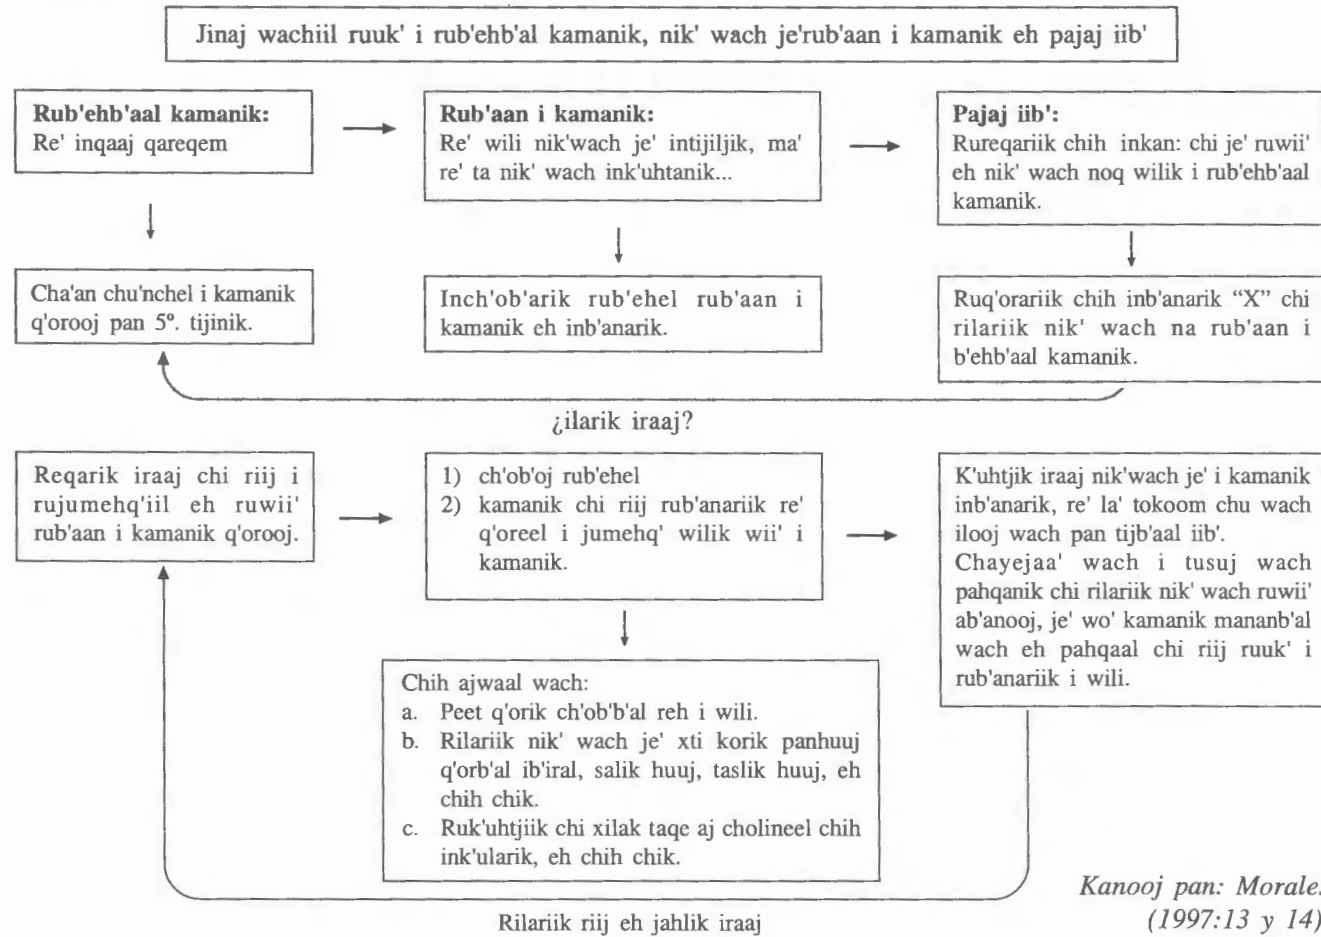 Jinaj wachiil ruuk' i rub'ehb'al kamanik, nik' wach je'rub'aan i kamanik eh pajaj iib'
Rub'ehb'aal kamanik:
Re' inqaaj qareqem
Rub'aan i kamanik:
Re' wili nik'wach je' intijiljik, ma'
re' ta nik' wach ink'uhtanik...
Pajaj iib':
Rureqariik chih inkan: chi je' ruwii'
eh nik' wach noq wilik i rub'ehb'aal
kamanik.
Cha'an chu'nchel i kamanik
q'orooj pan 5º. tijinik.
Inch'ob'arik rub'ehel rub'aan i
kamanik eh inb'anarik.
Ruq'orariik chih inb'anarik "X" chi
rilariik nik' wach na rub'aan i
b'ehb'aal kamanik.
¿ilarik iraaj?
Reqarik iraaj chi riij i
rujumehq'iil eh ruwii'
rub'aan i kamanik q'orooj.
1) ch'ob'oj rub'ehel
2) kamanik chi riij rub'anariik re'
q'oreel i jumehq' wilik wii' i
kamanik.
K'uhtjik iraaj nik'wach je' i kamanik
inb'anarik, re' la' tokoom chu wach
ilooj wach pan tijb'aal iib'.
Chayejaa' wach i tusuj wach
pahqanik chi rilariik nik' wach ruwii'
ab'anooj, je' wo' kamanik mananb'al
wach eh pahqaal chi riij ruuk' i
rub'anariik i wili.
Chih ajwaal wach:
a. Peet q'orik ch'ob'b'al reh i wili.
b. Rilariik nik' wach je' xti korik panhuuj
q'orb'al ib'iral, salik huuj, taslik huuj, eh
chih chik.
c. Ruk'uhtjiik chi xilak taqe aj cholineel chih
ink'ularik, eh chih chik.
Rilariik riij eh jahlik iraaj
Kanooj pan: Morales
(1997:13 y 14)